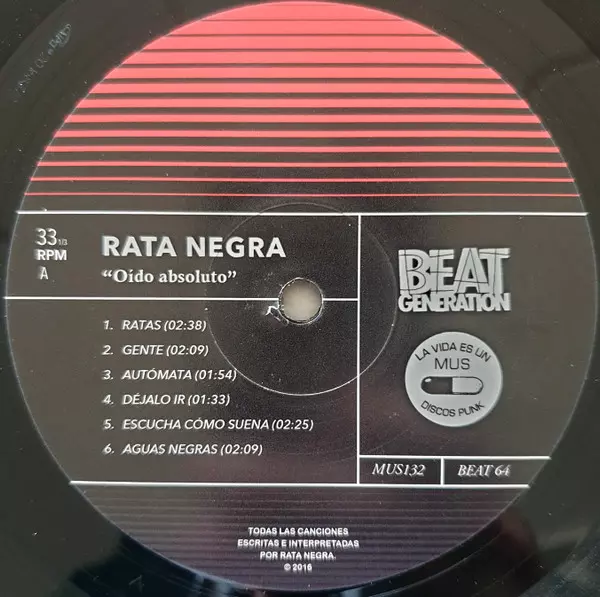 33 1/3
RPM
A
RATA NEGRA
“Oido absoluto”
1. RATAS (02:38)
2. GENTE (02:09)
3. AUTÓMATA (01:54)
4. DÉJALO IR (01:33)
5. ESCUCHA CÓMO SUENA (02:25)
6. AGUAS NEGRAS (02:09)
BEAT
GENERATION
LA VIDA ES UN
MUS
DISCOS PUNK
MUS132
BEAT 64
TODAS LAS CANCIONES
ESCRITAS E INTERPRETADAS
POR RATA NEGRA.
© 2016